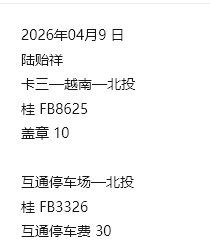 2026年04月9 日
陆贻祥
卡三—越南—北投
桂 FB8625
盖章 10
互通停车场—北投
桂 FB3326
互通停车费 30